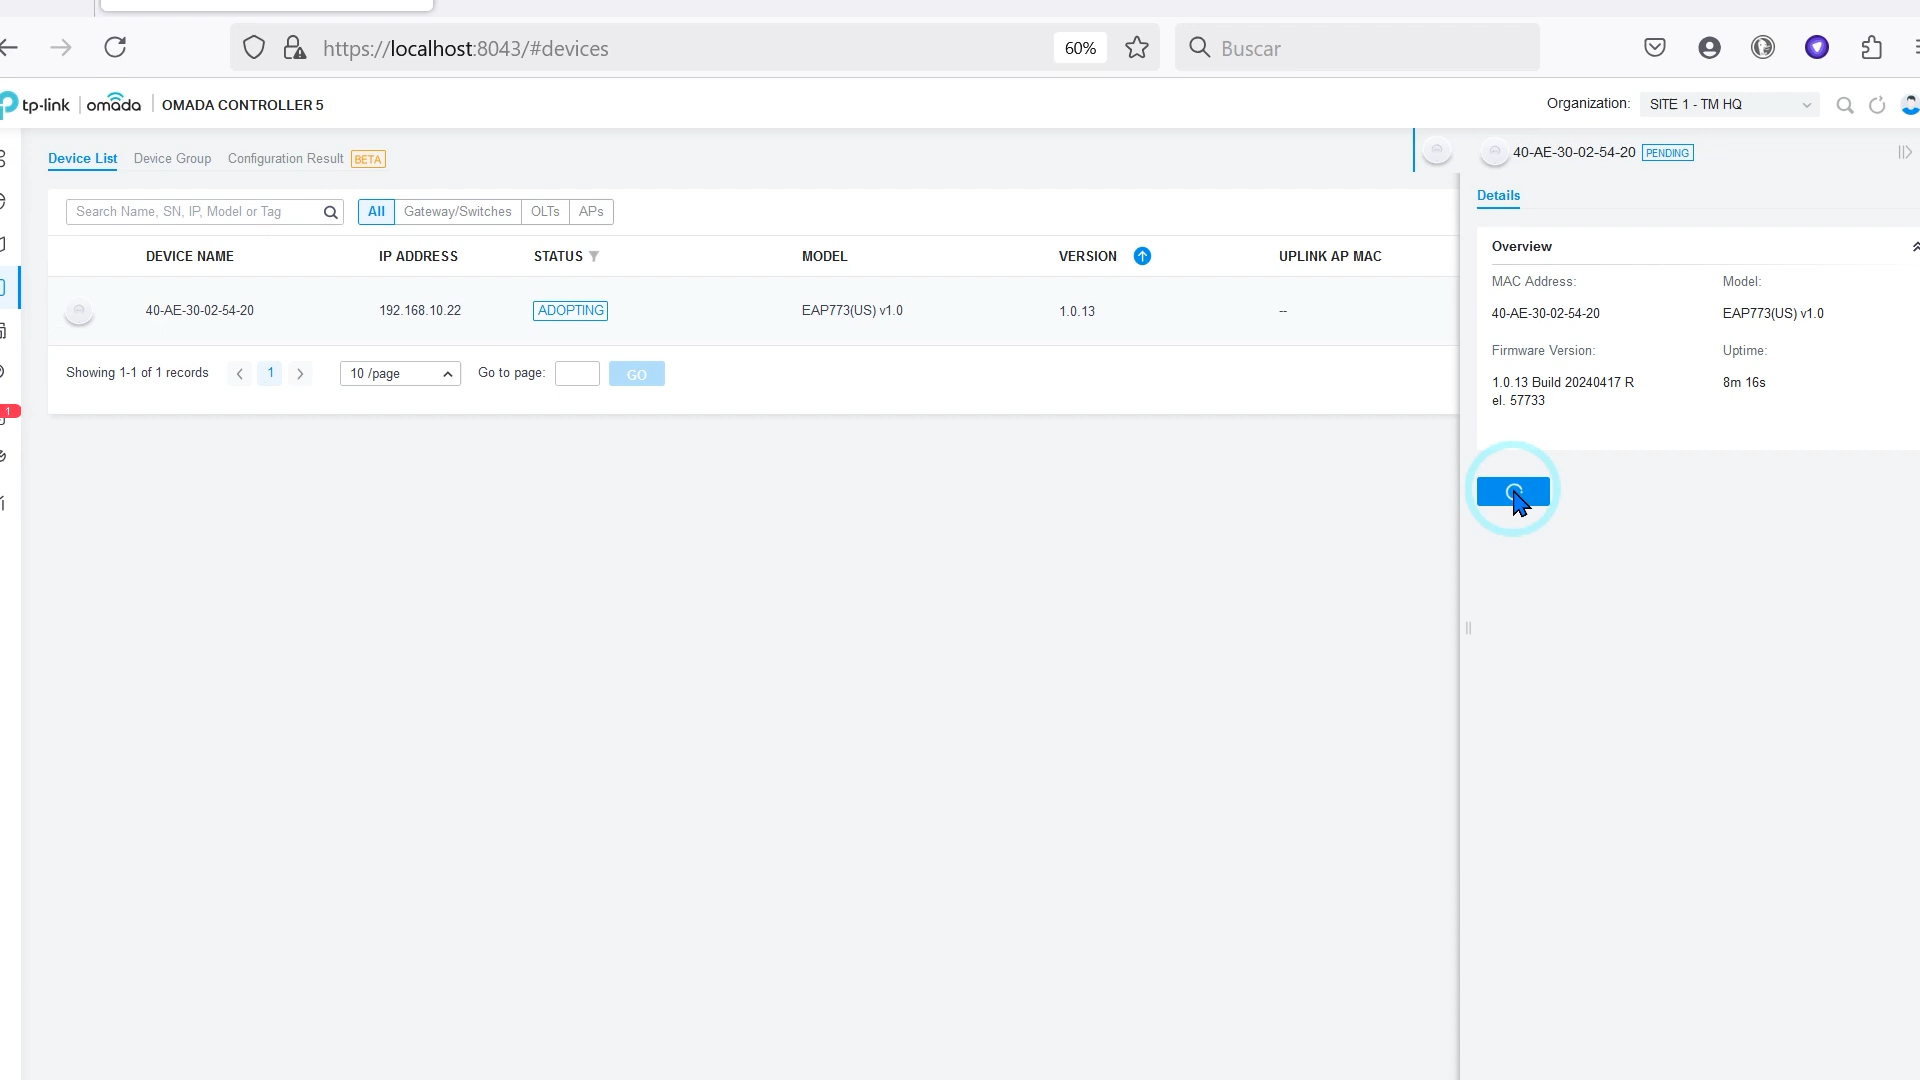 https://localhost:8043/#devices
60%
Buscar
tp-link
omada
OMADA CONTROLLER 5
Organization:
SITE 1 - TM HQ
Device List
Device Group
Configuration Result
BETA
40-AE-30-02-54-20
PENDING
Details
Search Name, SN, IP, Model or Tag
All
Gateway/Switches
OLTs
APs
DEVICE NAME
IP ADDRESS
STATUS
MODEL
VERSION
UPLINK AP MAC
40-AE-30-02-54-20
192.168.10.22
ADOPTING
EAP773(US) v1.0
1.0.13
--
Showing 1-1 of 1 records
1
10 /page
Go to page:
GO
1
Overview
MAC Address:
Model:
40-AE-30-02-54-20
EAP773(US) v1.0
Firmware Version:
Uptime:
1.0.13 Build 20240417 R
8m 16s
el. 57733